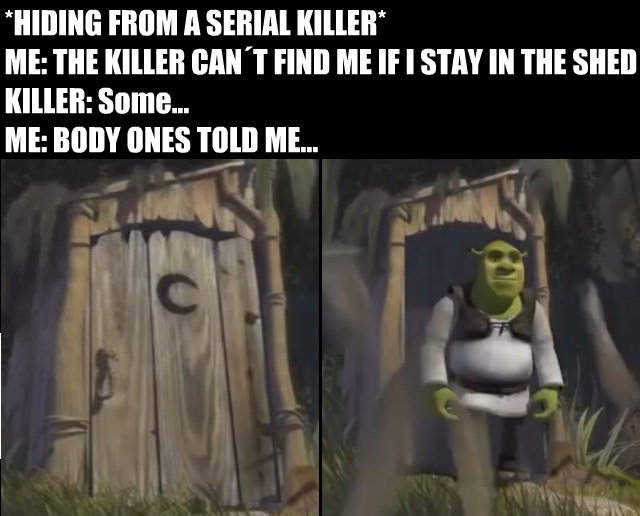 *HIDING FROM A SERIAL KILLER*
ME: THE KILLER CAN´T FIND ME IF I STAY IN THE SHED
KILLER: Some...
ME: BODY ONES TOLD ME...